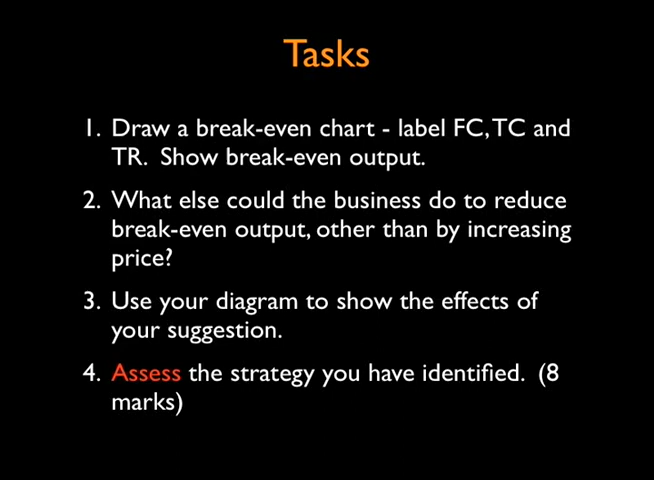 Tasks
1. Draw a break-even chart - label FC, TC and
TR. Show break-even output.
2. What else could the business do to reduce
break-even output, other than by increasing
price?
3. Use your diagram to show the effects of
your suggestion.
4. Assess the strategy you have identified. (8
marks)